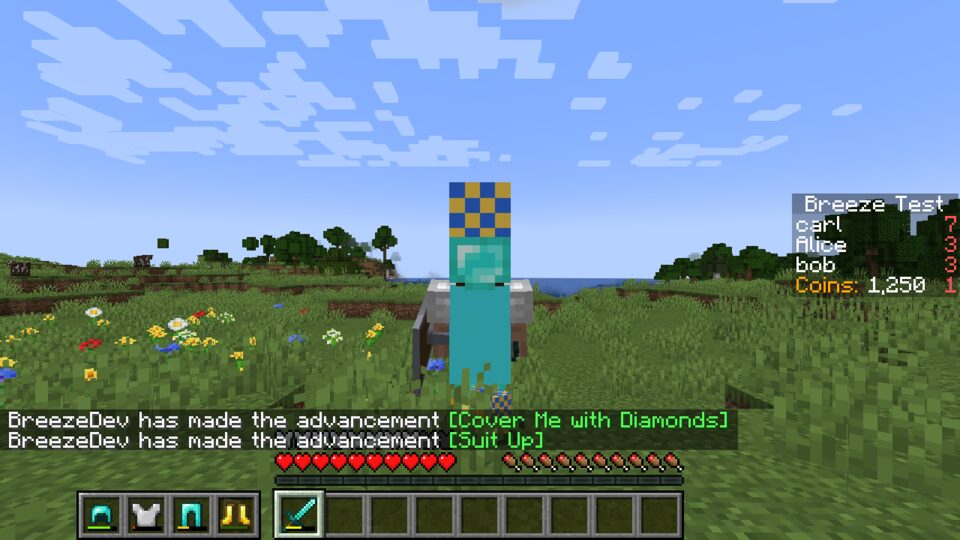 Breeze Test
carl 7
Alice 3
bob 3
Coins: 1,250 1
BreezeDev has made the advancement [Cover Me with Diamonds]
BreezeDev has made the advancement [Suit Up]